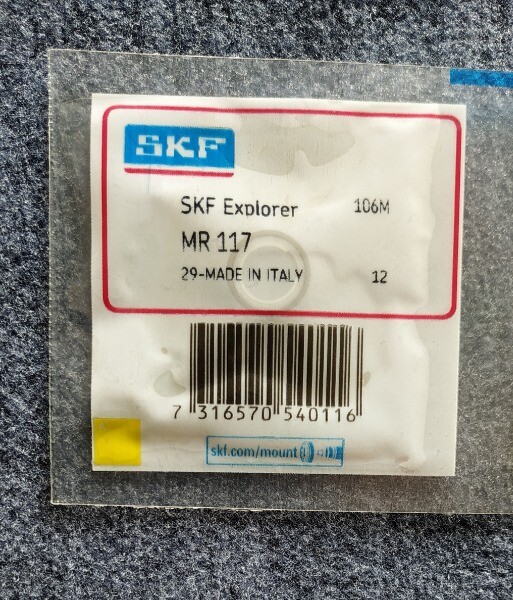 SKF
SKF Explorer 106M
MR 117
29-MADE IN ITALY 12
7 316570 540116
skf.com/mount